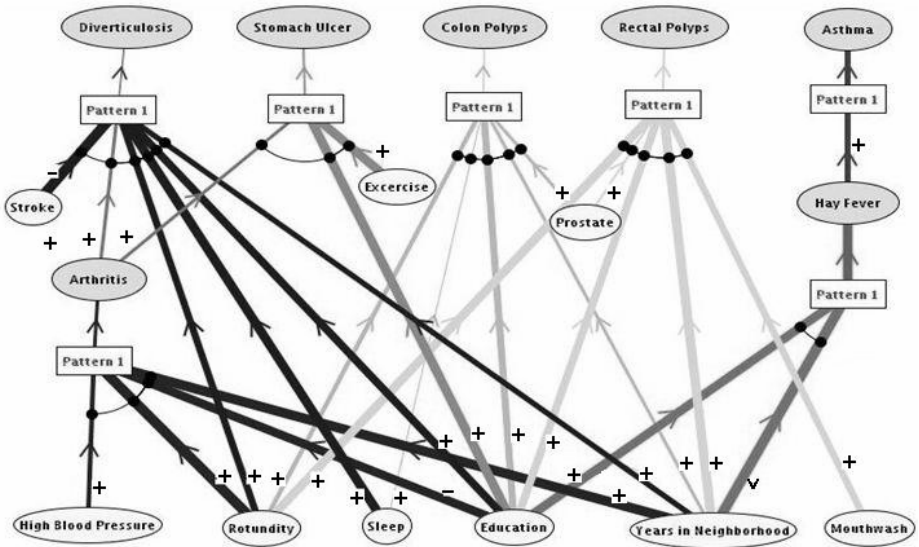 Diverticulosis
Stomach Ulcer
Colon Polyps
Rectal Polyps
Asthma
Pattern 1
Pattern 1
Pattern 1
Pattern 1
Pattern 1
−
+
+
Stroke
Excercise
+
+
Prostate
Hay Fever
+
+
+
Arthritis
Pattern 1
Pattern 1
+
+
+
+
+
+
+
+
+
+
+
+
+
v
+
+
+
−
+
High Blood Pressure
Rotundity
Sleep
Education
Years in Neighborhood
Mouthwash